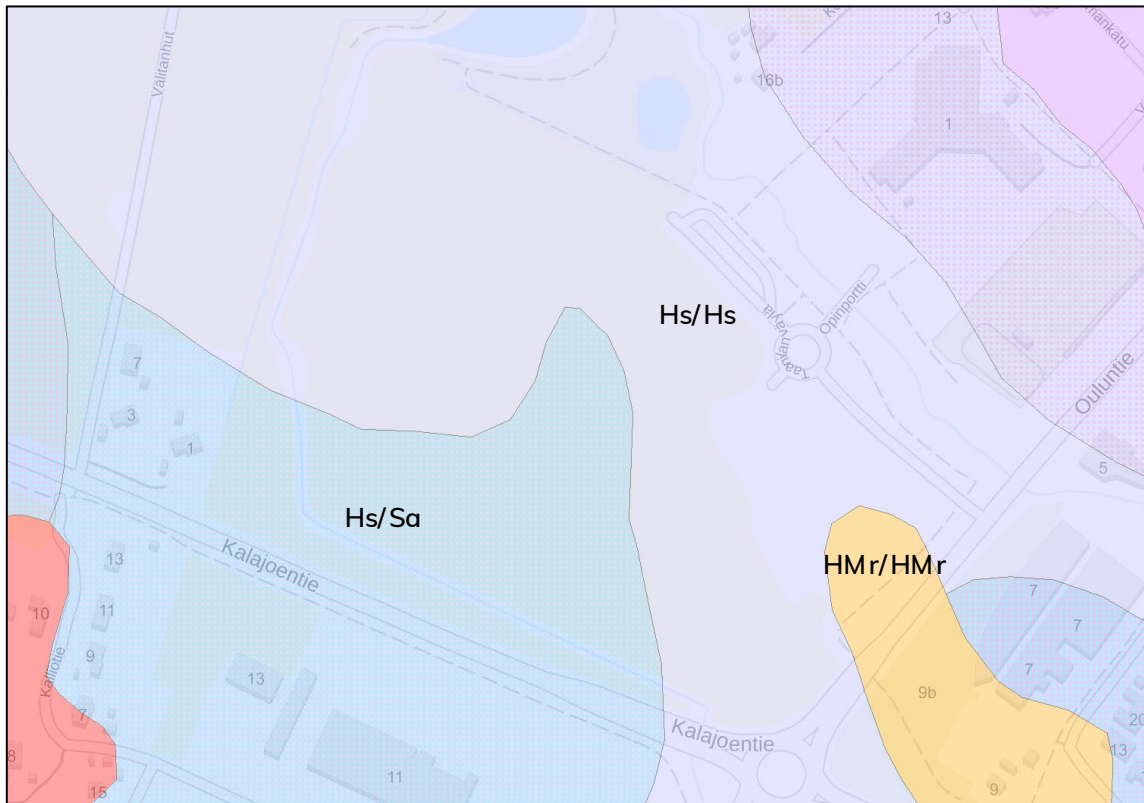 13
Välitanhut
16b
1
Hs/Hs
Opinportti
Taankanväylä
Ouluntie
7
3
1
5
Hs/Sa
Kalajoentie
HMr/HMr
13
7
7
10
11
9
7
Kalliotie
13
9b
20
7
Kalajoentie
13
8
11
9
15